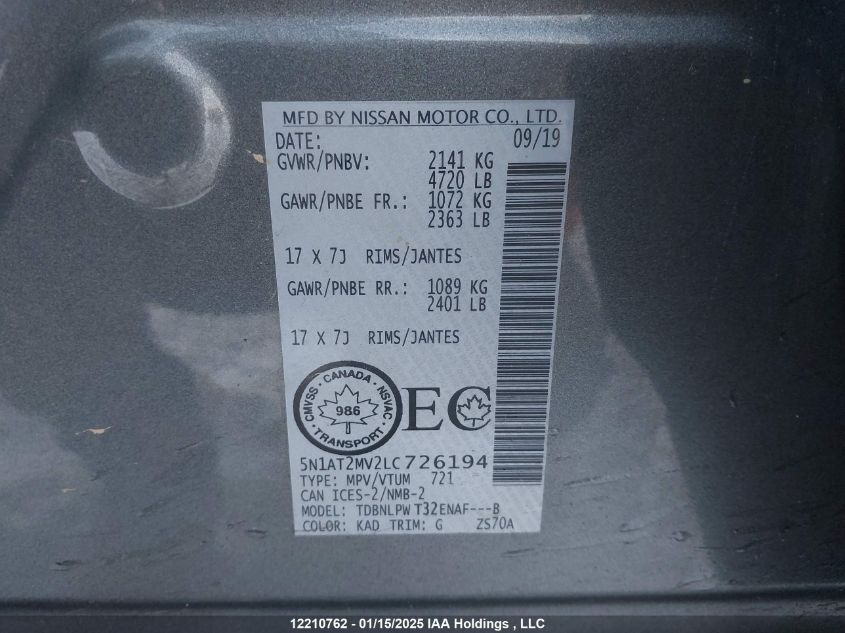 MFD BY NISSAN MOTOR CO., LTD.
DATE: 09/19
GVWR/PNBV: 2141 KG
4720 LB
GAWR/PNBE FR.: 1072 KG
2363 LB
17 X 7J RIMS/JANTES
GAWR/PNBE RR.: 1089 KG
2401 LB
17 X 7J RIMS/JANTES
CMVSS · CANADA · NSVAC
986
TRANSPORT
EC
5N1AT2MV2LC726194
TYPE: MPV/VTUM 721
CAN ICES-2/NMB-2
MODEL: TDBNLPW T32ENAF---B
COLOR: KAD TRIM: G ZS70A
12210762 - 01/15/2025 IAA Holdings , LLC